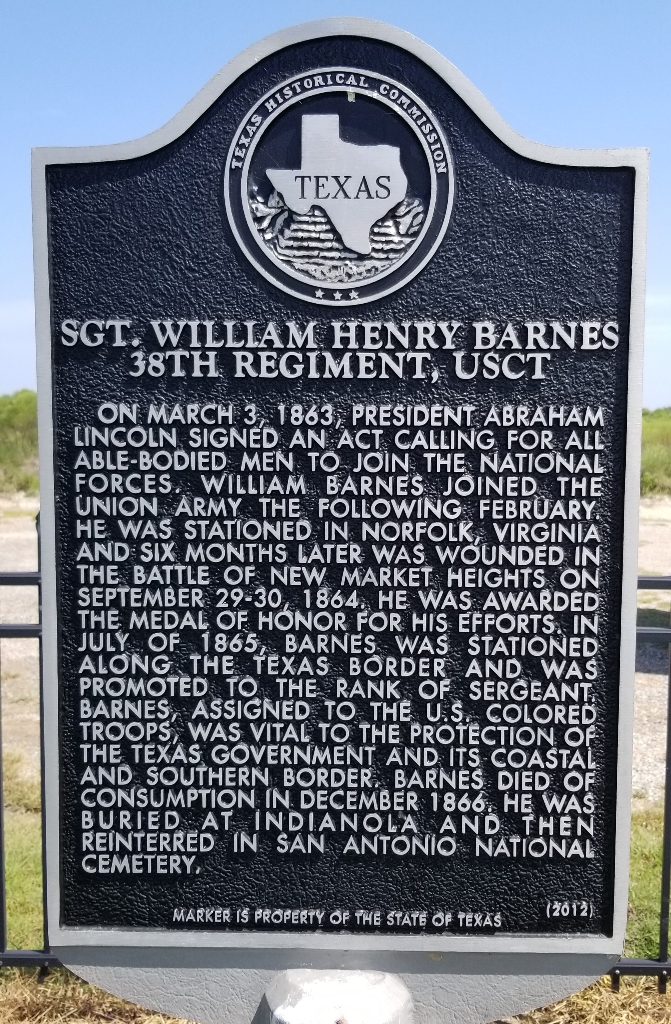 TEXAS HISTORICAL COMMISSION
TEXAS
SGT. WILLIAM HENRY BARNES
38TH REGIMENT, USCT
ON MARCH 3, 1863, PRESIDENT ABRAHAM
LINCOLN SIGNED AN ACT CALLING FOR ALL
ABLE-BODIED MEN TO JOIN THE NATIONAL
FORCES. WILLIAM BARNES JOINED THE
UNION ARMY THE FOLLOWING FEBRUARY.
HE WAS STATIONED IN NORFOLK, VIRGINIA
AND SIX MONTHS LATER WAS WOUNDED IN
THE BATTLE OF NEW MARKET HEIGHTS ON
SEPTEMBER 29-30, 1864. HE WAS AWARDED
THE MEDAL OF HONOR FOR HIS EFFORTS. IN
JULY OF 1865, BARNES WAS STATIONED
ALONG THE TEXAS BORDER AND WAS
PROMOTED TO THE RANK OF SERGEANT.
BARNES, ASSIGNED TO THE U.S. COLORED
TROOPS, WAS VITAL TO THE PROTECTION OF
THE TEXAS GOVERNMENT AND ITS COASTAL
AND SOUTHERN BORDER. BARNES DIED OF
CONSUMPTION IN DECEMBER 1866. HE WAS
BURIED AT INDIANOLA AND THEN
REINTERRED IN SAN ANTONIO NATIONAL
CEMETERY.
(2012)
MARKER IS PROPERTY OF THE STATE OF TEXAS